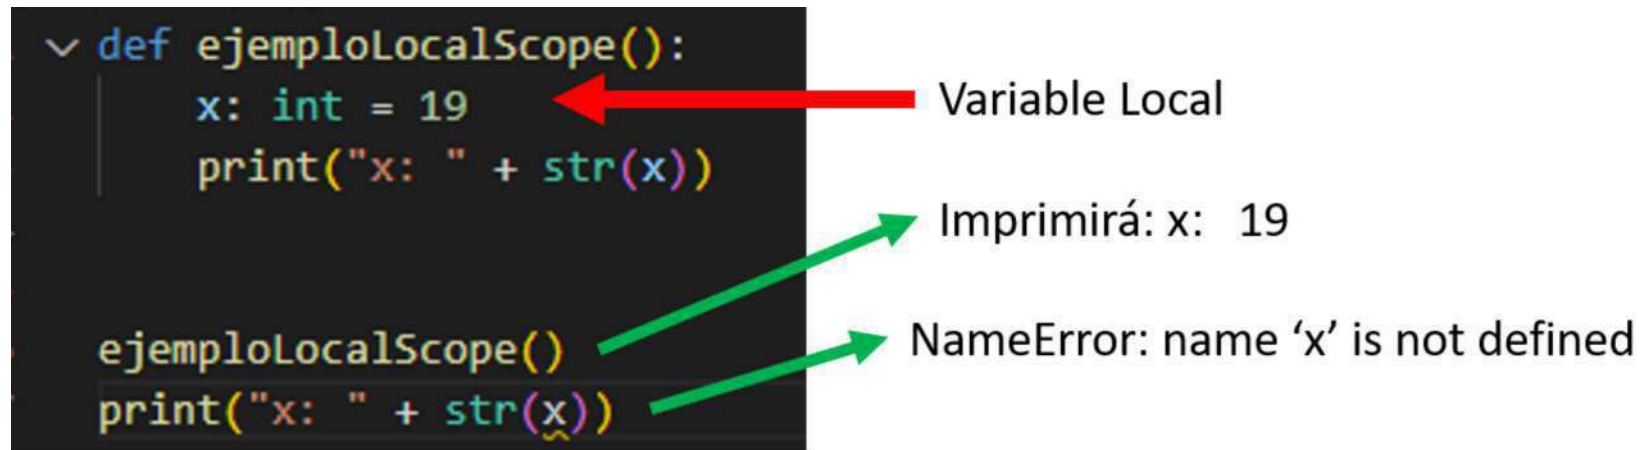 def ejemploLocalScope():
x: int = 19
Variable Local
print("x: " + str(x))
Imprimirá: x: 19
ejemploLocalScope()
NameError: name ‘x’ is not defined
print("x: " + str(x))